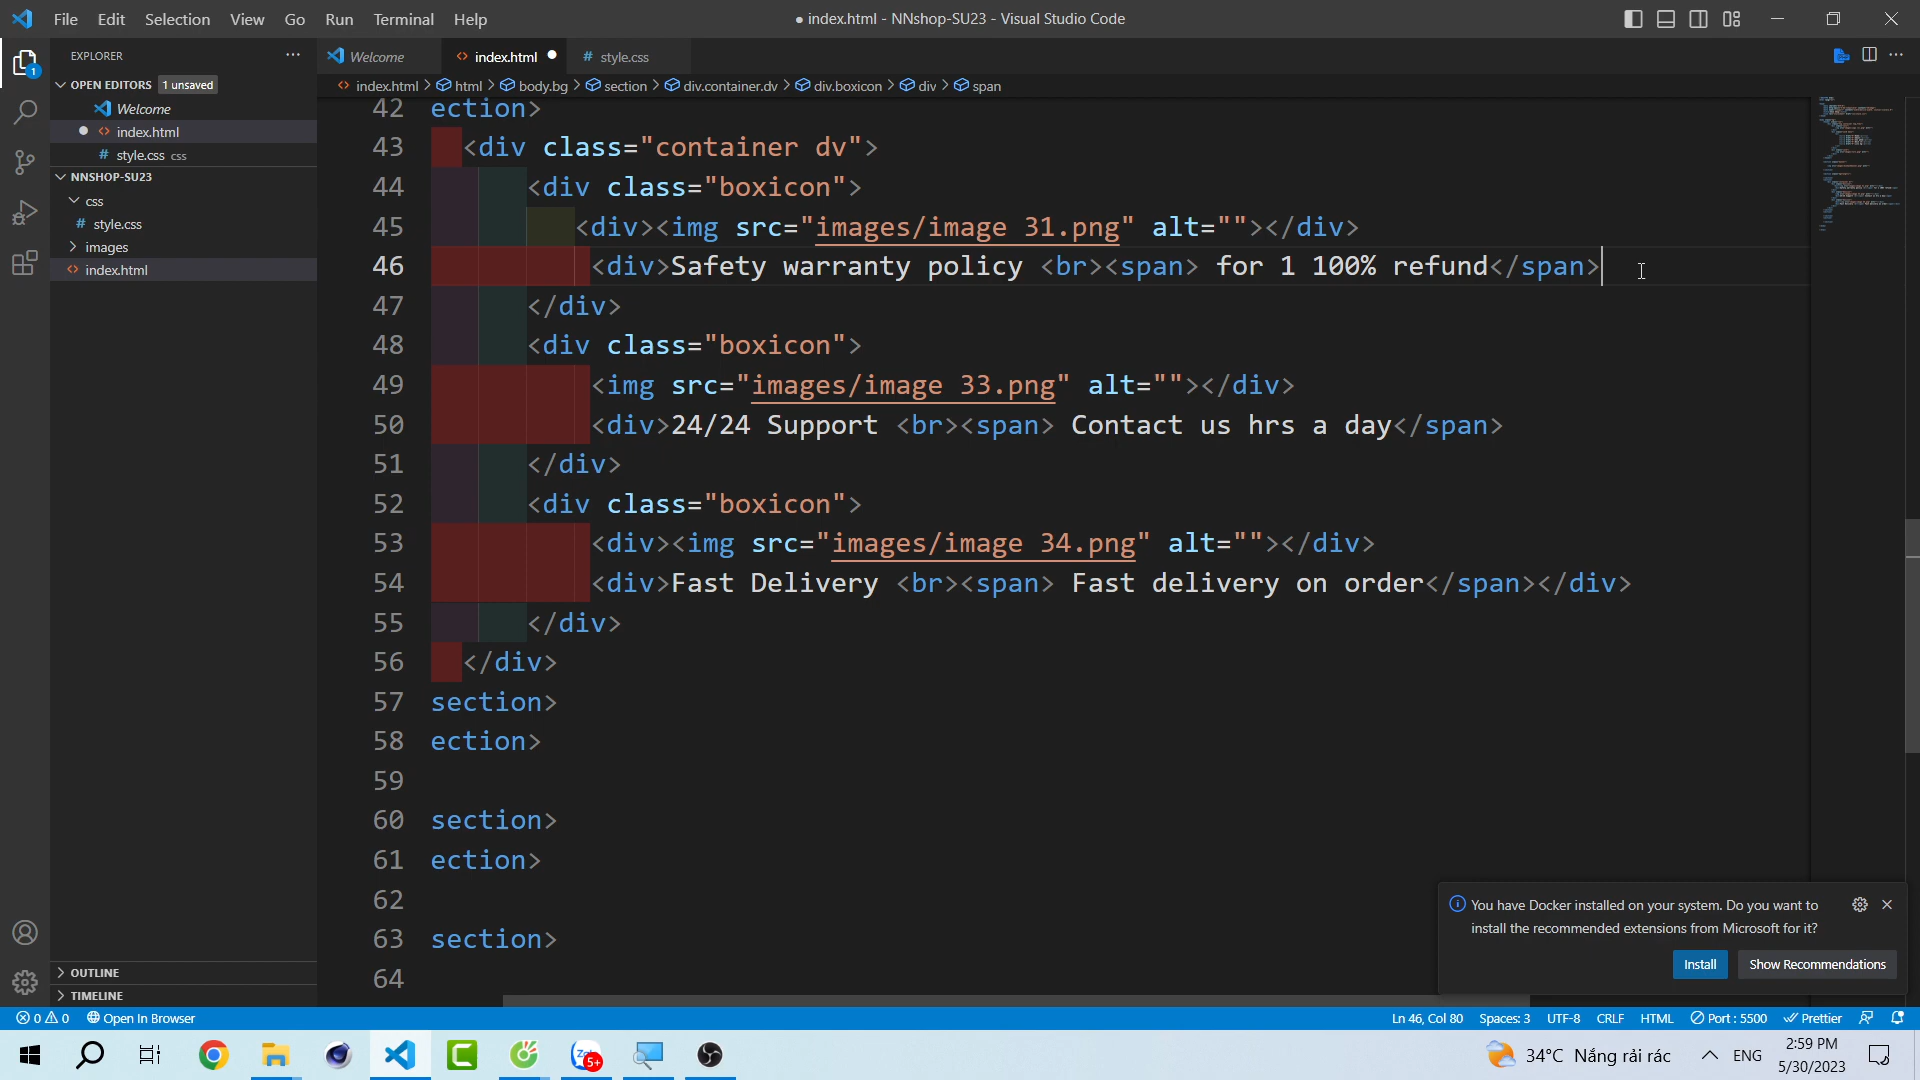 File Edit Selection View Go Run Terminal Help
● index.html - NNshop-SU23 - Visual Studio Code
EXPLORER
Welcome
index.html
# style.css
OPEN EDITORS 1 unsaved
index.html > html > body.bg > section > div.container.dv > div.boxicon > div > span
Welcome
index.html
# style.css css
NNSHOP-SU23
css
# style.css
images
index.html
42 ection>
43 <div class="container dv">
44 <div class="boxicon">
45 <div><img src="images/image 31.png" alt=""></div>
46 <div>Safety warranty policy <br><span> for 1 100% refund</span>
47 </div>
48 <div class="boxicon">
49 <img src="images/image 33.png" alt=""></div>
50 <div>24/24 Support <br><span> Contact us hrs a day</span>
51 </div>
52 <div class="boxicon">
53 <div><img src="images/image 34.png" alt=""></div>
54 <div>Fast Delivery <br><span> Fast delivery on order</span></div>
55 </div>
56 </div>
57 section>
58 ection>
59
60 section>
61 ection>
62
63 section>
64
You have Docker installed on your system. Do you want to
install the recommended extensions from Microsoft for it?
Install Show Recommendations
OUTLINE
TIMELINE
1
0 0 Open In Browser
Ln 46, Col 80 Spaces: 3 UTF-8 CRLF HTML Port : 5500 Prettier
5+
34°C Nắng rải rác ENG
2:59 PM
5/30/2023